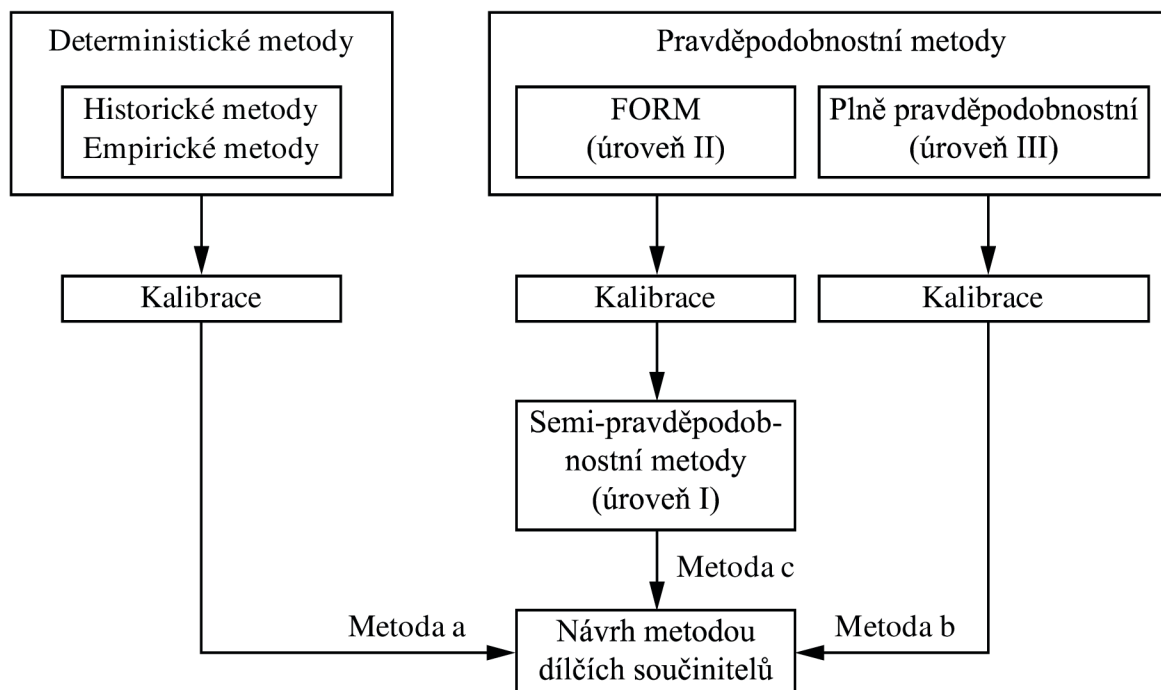 Deterministické metody
Historické metody
Empirické metody
Pravděpodobnostní metody
FORM
(úroveň II)
Plně pravděpodobnostní
(úroveň III)
Kalibrace
Kalibrace
Kalibrace
Semi-pravděpodob-
nostní metody
(úroveň I)
Metoda c
Metoda a
Návrh metodou
dílčích součinitelů
Metoda b